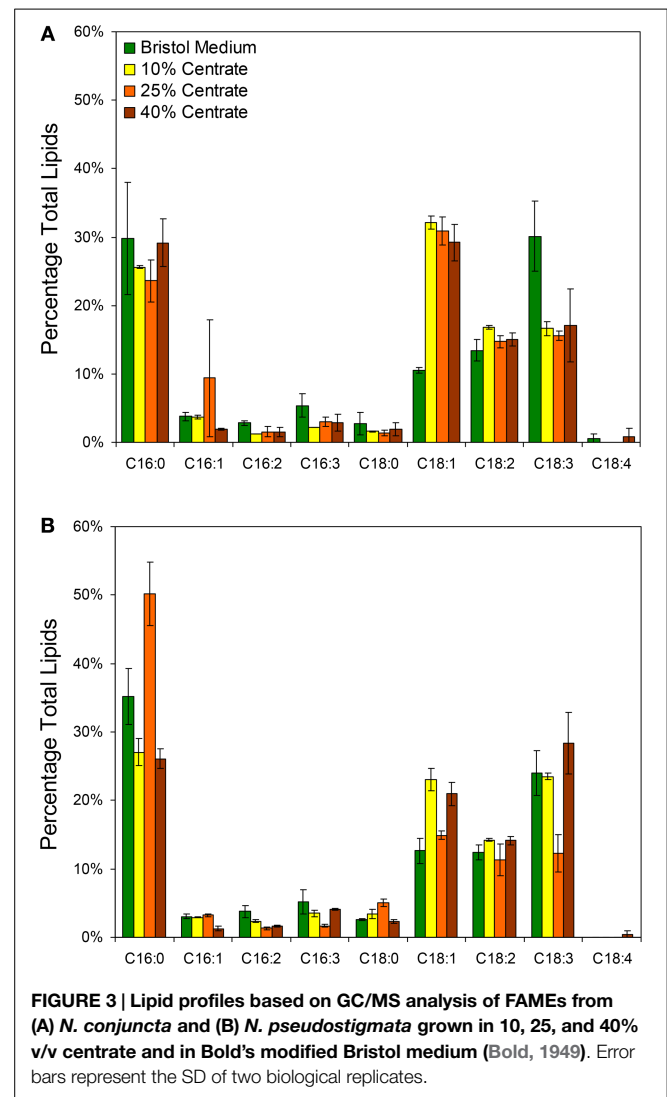 A
60%
50%
40%
30%
20%
10%
0%
Percentage Total Lipids
Bristol Medium
10% Centrate
25% Centrate
40% Centrate
C16:0 C16:1 C16:2 C16:3 C18:0 C18:1 C18:2 C18:3 C18:4
B
60%
50%
40%
30%
20%
10%
0%
Percentage Total Lipids
C16:0 C16:1 C16:2 C16:3 C18:0 C18:1 C18:2 C18:3 C18:4
FIGURE 3 | Lipid profiles based on GC/MS analysis of FAMEs from
(A) N. conjuncta and (B) N. pseudostigmata grown in 10, 25, and 40%
v/v centrate and in Bold's modified Bristol medium (Bold, 1949). Error
bars represent the SD of two biological replicates.